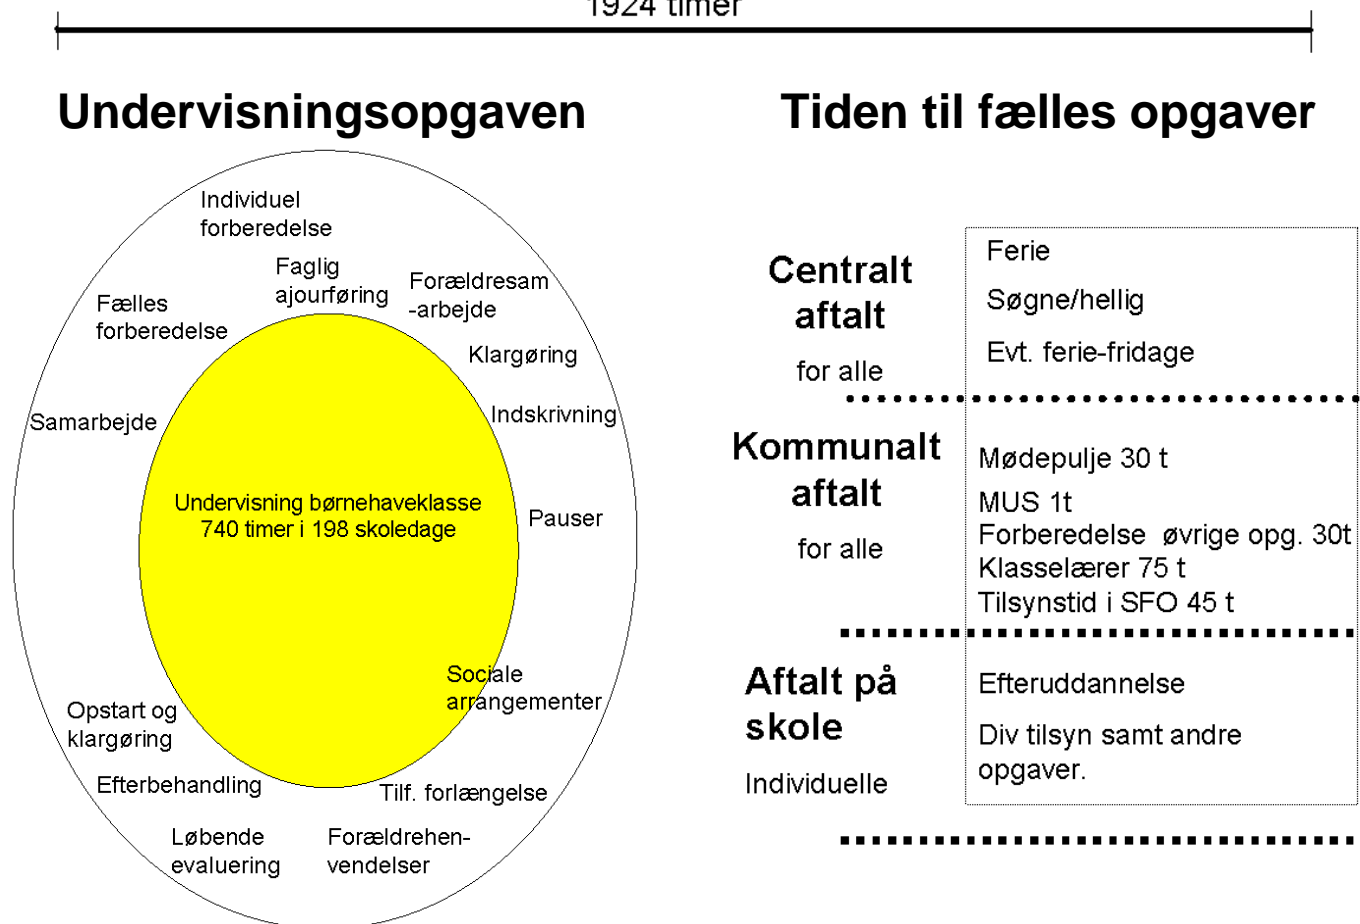 1924 timer
Undervisningsopgaven
Individuel
forberedelse
Faglig
ajourføring
Forældresam
-arbejde
Fælles
forberedelse
Klargøring
Samarbejde
Indskrivning
Undervisning børnehaveklasse
740 timer i 198 skoledage
Pauser
Sociale
arrangementer
Opstart og
klargøring
Efterbehandling
Tilf. forlængelse
Løbende
evaluering
Forældrehen-
vendelser
Tiden til fælles opgaver
Centralt
aftalt
for alle
Ferie
Søgne/hellig
Evt. ferie-fridage
Kommunalt
aftalt
for alle
Mødepulje 30 t
MUS 1t
Forberedelse øvrige opg. 30t
Klasselærer 75 t
Tilsynstid i SFO 45 t
Aftalt på
skole
Individuelle
Efteruddannelse
Div tilsyn samt andre
opgaver.